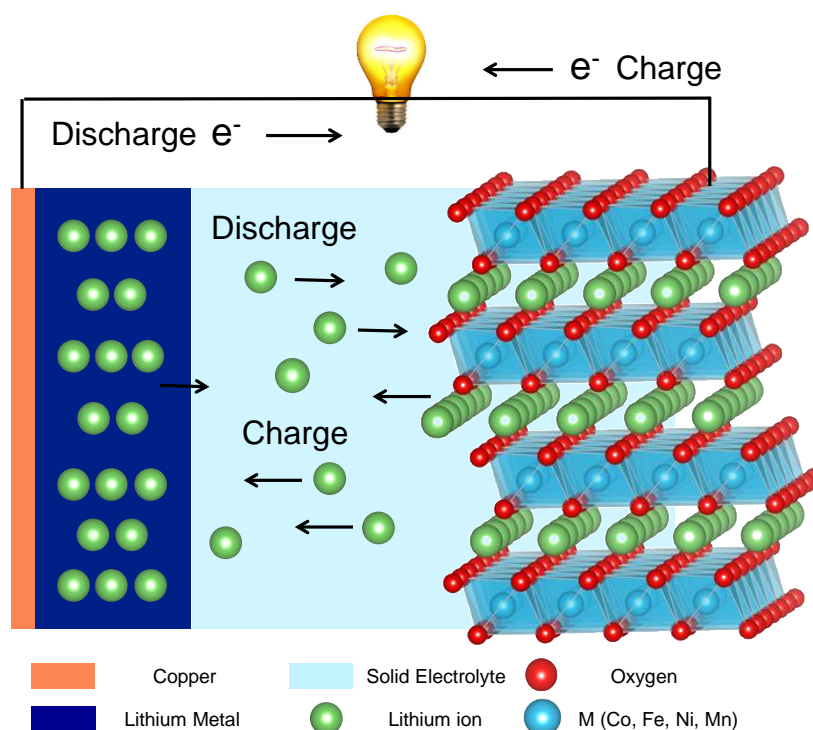 e- Charge
Discharge e-
Discharge
Charge
Copper
Solid Electrolyte
Oxygen
Lithium Metal
Lithium ion
M (Co, Fe, Ni, Mn)